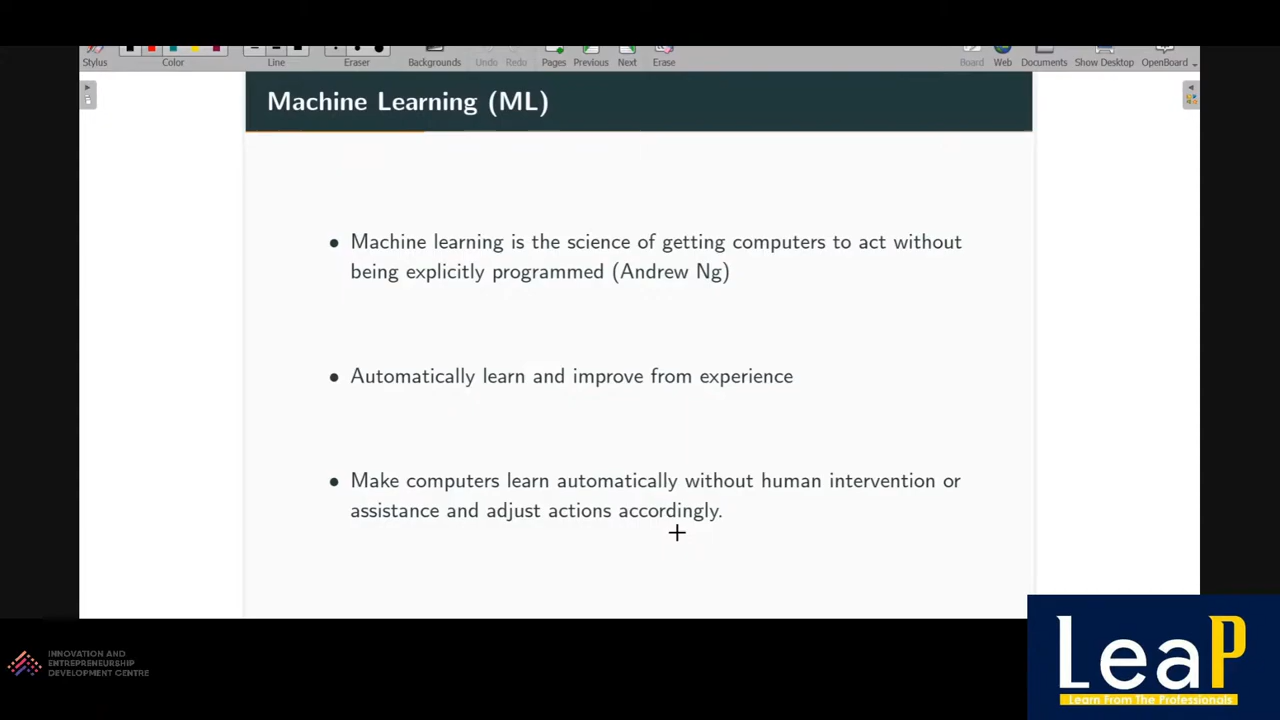 Stylus Color Line Eraser Backgrounds Undo Redo Pages Previous Next Erase Board Web Documents Show Desktop OpenBoard
Machine Learning (ML)
• Machine learning is the science of getting computers to act without
being explicitly programmed (Andrew Ng)
• Automatically learn and improve from experience
• Make computers learn automatically without human intervention or
assistance and adjust actions accordingly.
INNOVATION AND
ENTREPRENEURSHIP
DEVELOPMENT CENTRE
LeaP
Learn From The Professionals